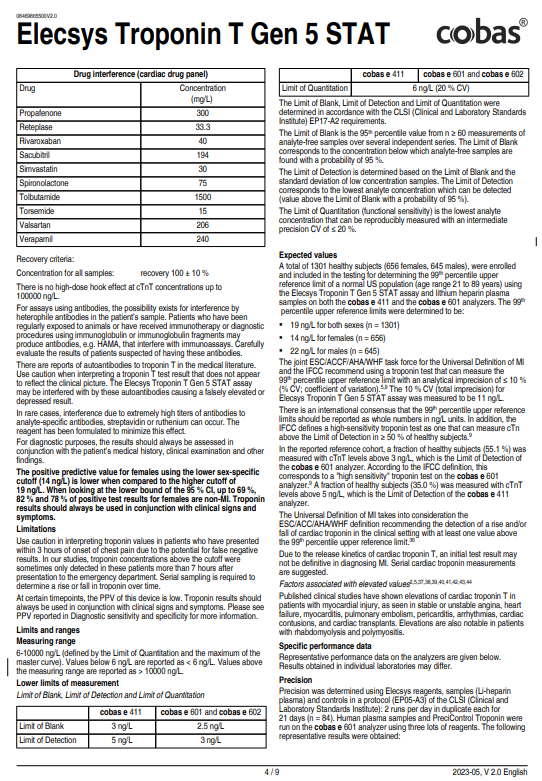 08469865500V2.0
Elecsys Troponin T Gen 5 STAT
cobas®
Drug interference (cardiac drug panel)
Drug Concentration
(mg/L)
Propafenone 300
Reteplase 33.3
Rivaroxaban 40
Sacubitril 194
Simvastatin 30
Spironolactone 75
Tolbutamide 1500
Torsemide 15
Valsartan 206
Verapamil 240
Recovery criteria:
Concentration for all samples: recovery 100 ± 10 %
There is no high-dose hook effect at cTnT concentrations up to
100000 ng/L.
For assays using antibodies, the possibility exists for interference by
heterophile antibodies in the patient's sample. Patients who have been
regularly exposed to animals or have received immunotherapy or diagnostic
procedures using immunoglobulin or immunoglobulin fragments may
produce antibodies, e.g. HAMA, that interfere with immunoassays. Carefully
evaluate the results of patients suspected of having these antibodies.
There are reports of autoantibodies to troponin T in the medical literature.
Use caution when interpreting a troponin T test result that does not appear
to reflect the clinical picture. The Elecsys Troponin T Gen 5 STAT assay
may be interfered with by these autoantibodies causing a falsely elevated or
depressed result.
In rare cases, interference due to extremely high titers of antibodies to
analyte-specific antibodies, streptavidin or ruthenium can occur. The
reagent has been formulated to minimize this effect.
For diagnostic purposes, the results should always be assessed in
conjunction with the patient's medical history, clinical examination and other
findings.
The positive predictive value for females using the lower sex-specific
cutoff (14 ng/L) is lower when compared to the higher cutoff of
19 ng/L. When looking at the lower bound of the 95 % CI, up to 69 %,
82 % and 78 % of positive test results for females are non-MI. Troponin
results should always be used in conjunction with clinical signs and
symptoms.
Limitations
Use caution in interpreting troponin values in patients who have presented
within 3 hours of onset of chest pain due to the potential for false negative
results. In our studies, troponin concentrations above the cutoff were
sometimes only detected in these patients more than 7 hours after
presentation to the emergency department. Serial sampling is required to
determine a rise or fall in troponin over time.
At certain timepoints, the PPV of this device is low. Troponin results should
always be used in conjunction with clinical signs and symptoms. Please see
PPV reported in Diagnostic sensitivity and specificity for more information.
Limits and ranges
Measuring range
6-10000 ng/L (defined by the Limit of Quantitation and the maximum of the
master curve). Values below 6 ng/L are reported as < 6 ng/L. Values above
the measuring range are reported as > 10000 ng/L.
Lower limits of measurement
Limit of Blank, Limit of Detection and Limit of Quantitation
cobas e 411 cobas e 601 and cobas e 602
Limit of Blank 3 ng/L 2.5 ng/L
Limit of Detection 5 ng/L 3 ng/L
cobas e 411 cobas e 601 and cobas e 602
Limit of Quantitation 6 ng/L (20 % CV)
The Limit of Blank, Limit of Detection and Limit of Quantitation were
determined in accordance with the CLSI (Clinical and Laboratory Standards
Institute) EP17-A2 requirements.
The Limit of Blank is the 95th percentile value from n ≥ 60 measurements of
analyte-free samples over several independent series. The Limit of Blank
corresponds to the concentration below which analyte-free samples are
found with a probability of 95 %.
The Limit of Detection is determined based on the Limit of Blank and the
standard deviation of low concentration samples. The Limit of Detection
corresponds to the lowest analyte concentration which can be detected
(value above the Limit of Blank with a probability of 95 %).
The Limit of Quantitation (functional sensitivity) is the lowest analyte
concentration that can be reproducibly measured with an intermediate
precision CV of ≤ 20 %.
Expected values
A total of 1301 healthy subjects (656 females, 645 males), were enrolled
and included in the testing for determining the 99th percentile upper
reference limit of a normal US population (age range 21 to 89 years) using
the Elecsys Troponin T Gen 5 STAT assay and lithium heparin plasma
samples on both the cobas e 411 and the cobas e 601 analyzers. The 99th
percentile upper reference limits were determined to be:
▪ 19 ng/L for both sexes (n = 1301)
▪ 14 ng/L for females (n = 656)
▪ 22 ng/L for males (n = 645)
The joint ESC/ACCF/AHA/WHF task force for the Universal Definition of MI
and the IFCC recommend using a troponin test that can measure the
99th percentile upper reference limit with an analytical imprecision of ≤ 10 %
(% CV; coefficient of variation).5,9 The 10 % CV (total imprecision) for the
Elecsys Troponin T Gen 5 STAT assay was measured to be 11 ng/L.
There is an international consensus that the 99th percentile upper reference
limits should be reported as whole numbers in ng/L units. In addition, the
IFCC defines a high-sensitivity troponin test as one that can measure cTn
above the Limit of Detection in ≥ 50 % of healthy subjects.9
In the reported reference cohort, a fraction of healthy subjects (55.1 %) was
measured with cTnT levels above 3 ng/L, which is the Limit of Detection of
the cobas e 601 analyzer. According to the IFCC definition, this
corresponds to a "high sensitivity" troponin test on the cobas e 601
analyzer.9 A fraction of healthy subjects (35.0 %) was measured with cTnT
levels above 5 ng/L, which is the Limit of Detection of the cobas e 411
analyzer.
The Universal Definition of MI takes into consideration the
ESC/ACC/AHA/WHF definition recommending the detection of a rise and/or
fall of cardiac troponin in the clinical setting with at least one value above
the 99th percentile upper reference limit.36
Due to the release kinetics of cardiac troponin T, an initial test result may
not be definitive in diagnosing MI. Serial cardiac troponin measurements
are suggested.
Factors associated with elevated values2,5,37,38,39,40,41,42,43,44
Published clinical studies have shown elevations of cardiac troponin T in
patients with myocardial injury, as seen in stable or unstable angina, heart
failure, myocarditis, pulmonary embolism, pericarditis, arrhythmias, cardiac
contusions, and cardiac transplants. Elevations are also notable in patients
with rhabdomyolysis and polymyositis.
Specific performance data
Representative performance data on the analyzers are given below.
Results obtained in individual laboratories may differ.
Precision
Precision was determined using Elecsys reagents, samples (Li-heparin
plasma) and controls in a protocol (EP05-A3) of the CLSI (Clinical and
Laboratory Standards Institute): 2 runs per day in duplicate each for
21 days (n = 84). Human plasma samples and PreciControl Troponin were
run on the cobas e 601 analyzer using three lots of reagents. The following
representative results were obtained:
4 / 9
2023-05, V 2.0 English